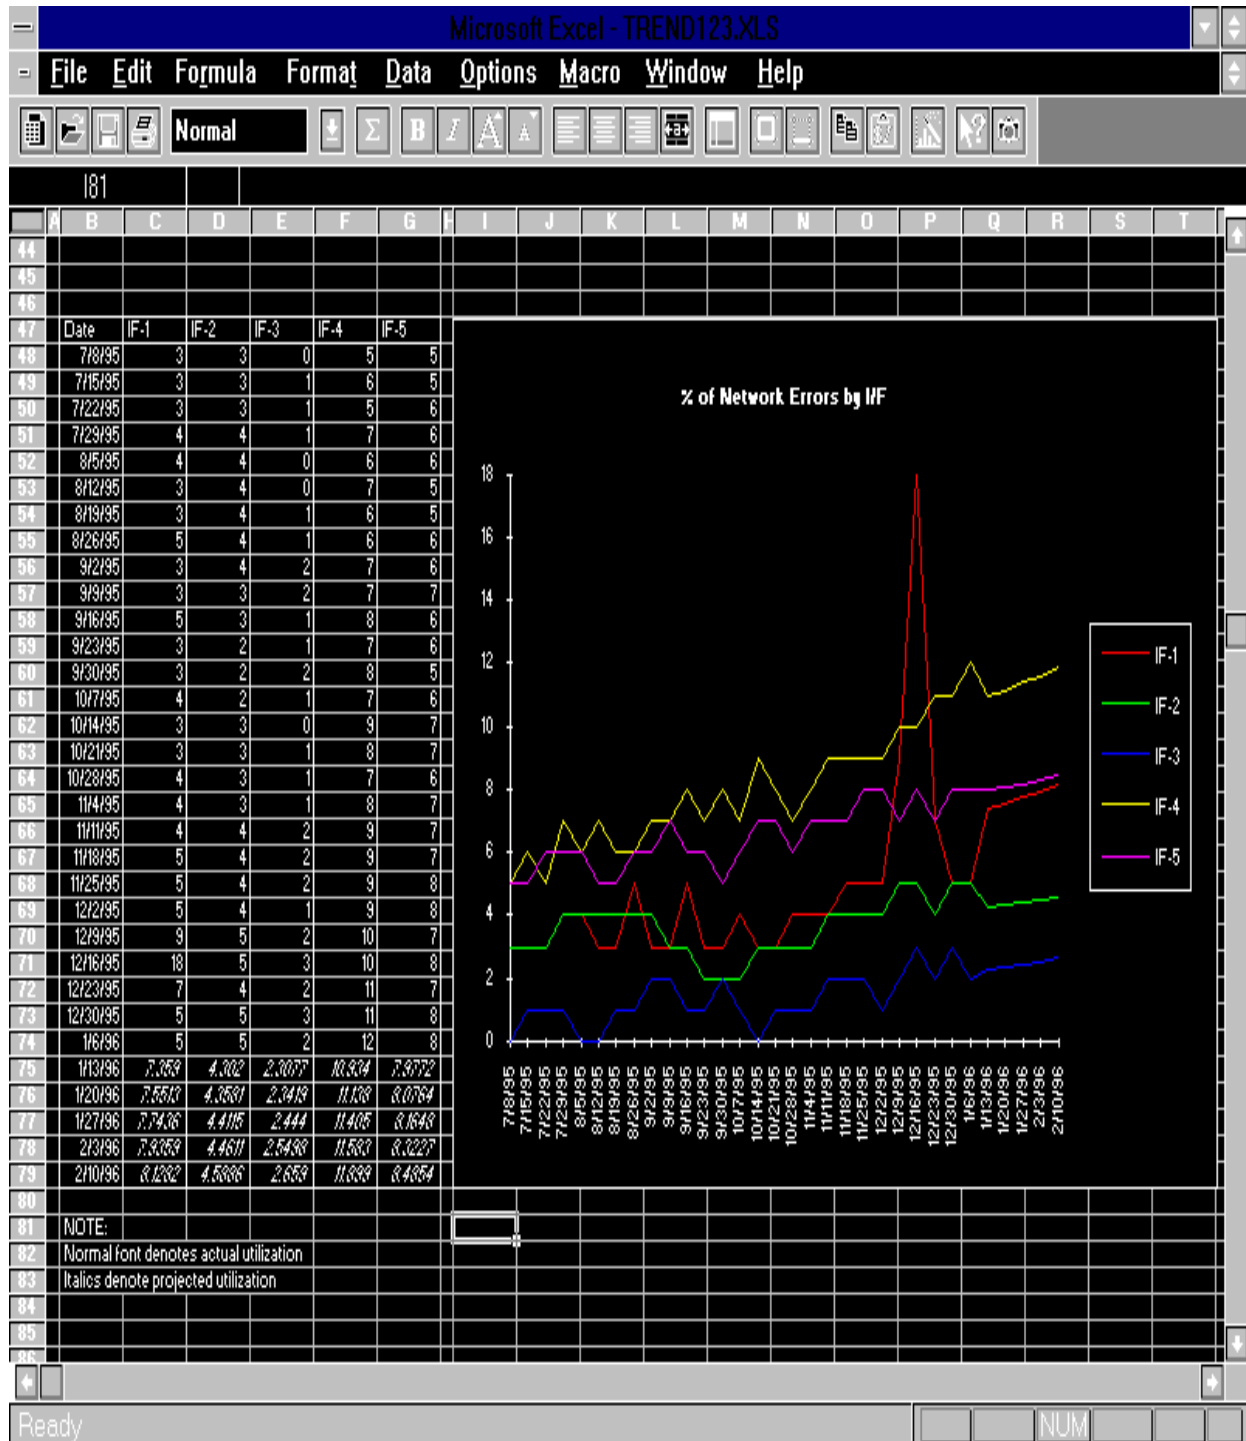 Microsoft Excel - TREND123.XLS
File Edit Formula Format Data Options Macro Window Help
Normal Σ B I A A a ?
I81
A B C D E F G H I J K L M N O P Q R S T
44
45
46
47 Date IF-1 IF-2 IF-3 IF-4 IF-5
48 7/8/95 3 3 0 5 5
49 7/15/95 3 3 1 6 5
50 7/22/95 3 3 1 5 6
51 7/29/95 4 4 1 7 6
52 8/5/95 4 4 0 6 6
53 8/12/95 3 4 0 7 5
54 8/19/95 3 4 1 6 5
55 8/26/95 5 4 1 6 6
56 9/2/95 3 4 2 7 6
57 9/9/95 3 3 2 7 7
58 9/16/95 5 3 1 8 6
59 9/23/95 3 2 1 7 6
60 9/30/95 3 2 2 8 5
61 10/7/95 4 2 1 7 6
62 10/14/95 3 3 0 9 7
63 10/21/95 3 3 1 8 7
64 10/28/95 4 3 1 7 6
65 11/4/95 4 3 1 8 7
66 11/11/95 4 4 2 9 7
67 11/18/95 5 4 2 9 7
68 11/25/95 5 4 2 9 8
69 12/2/95 5 4 1 9 8
70 12/9/95 9 5 2 10 7
71 12/16/95 18 5 3 10 8
72 12/23/95 7 4 2 11 7
73 12/30/95 5 5 3 11 8
74 1/6/96 5 5 2 12 8
75 1/13/96 7.359 4.302 2.3077 10.934 7.9772
76 1/20/96 7.5513 4.3581 2.3419 11.138 8.0764
77 1/27/96 7.7436 4.4115 2.444 11.405 8.1648
78 2/3/96 7.9359 4.4611 2.5498 11.583 8.3227
79 2/10/96 8.1282 4.5886 2.659 11.899 8.4854
80
81 NOTE:
82 Normal font denotes actual utilization
83 Italics denote projected utilization
84
85
86
% of Network Errors by I/F
18
16
14
12
10
8
6
4
2
0
7/8/95 7/15/95 7/22/95 7/29/95 8/5/95 8/12/95 8/19/95 8/26/95 9/2/95 9/9/95 9/16/95 9/23/95 9/30/95 10/7/95 10/14/95 10/21/95 10/28/95 11/4/95 11/11/95 11/18/95 11/25/95 12/2/95 12/9/95 12/16/95 12/23/95 12/30/95 1/6/96 1/13/96 1/20/96 1/27/96 2/3/96 2/10/96
IF-1
IF-2
IF-3
IF-4
IF-5
Ready NUM